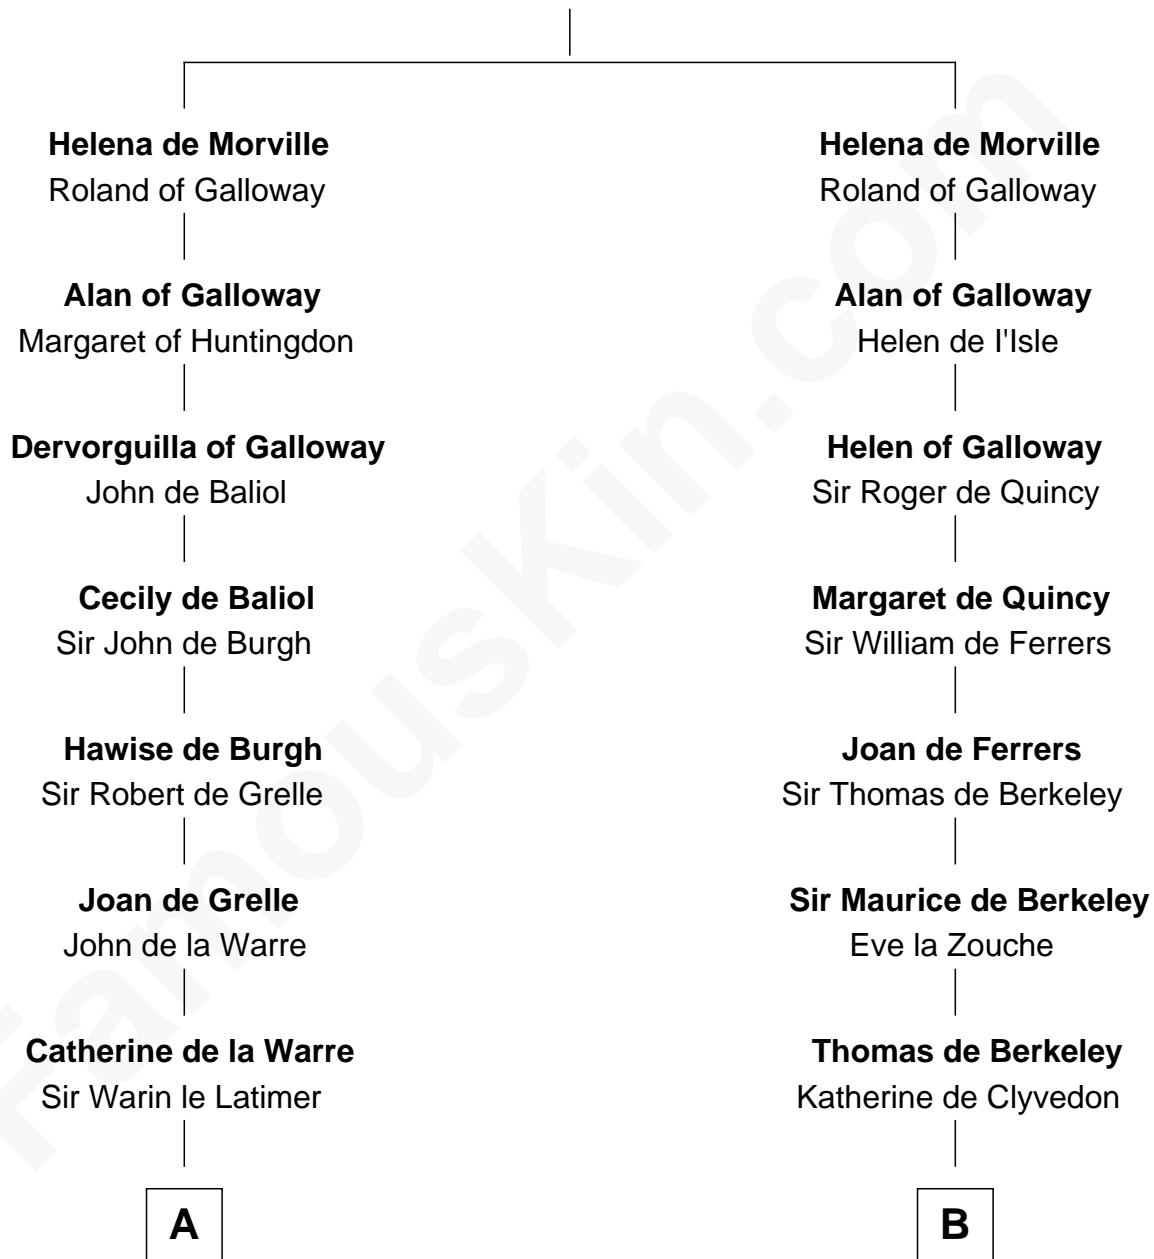 Helena de Morville
Roland of Galloway
Alan of Galloway
Margaret of Huntingdon
Dervorguilla of Galloway
John de Baliol
Cecily de Baliol
Sir John de Burgh
Hawise de Burgh
Sir Robert de Grelle
Joan de Grelle
John de la Warre
Catherine de la Warre
Sir Warin le Latimer
A
Helena de Morville
Roland of Galloway
Alan of Galloway
Helen de l'Isle
Helen of Galloway
Sir Roger de Quincy
Margaret de Quincy
Sir William de Ferrers
Joan de Ferrers
Sir Thomas de Berkeley
Sir Maurice de Berkeley
Eve la Zouche
Thomas de Berkeley
Katherine de Clyvedon
B
FamousKin.com